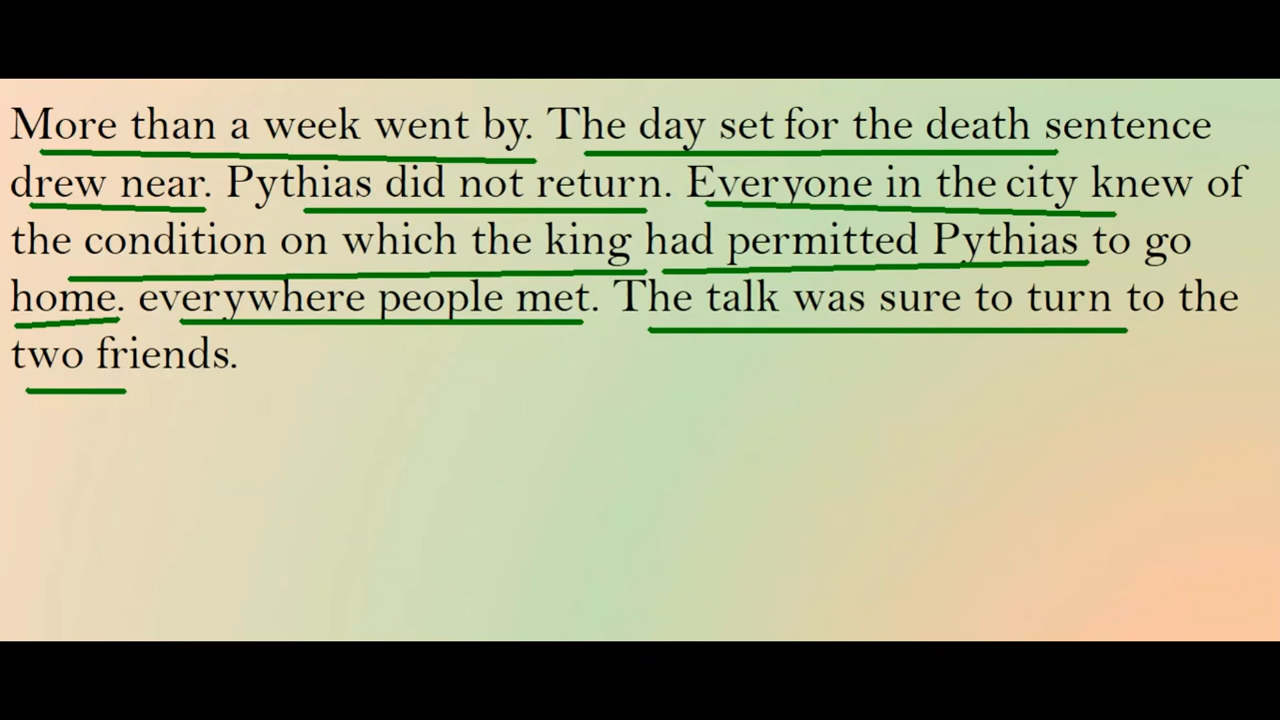 More than a week went by. The day set for the death sentence
drew near. Pythias did not return. Everyone in the city knew of
the condition on which the king had permitted Pythias to go
home. everywhere people met. The talk was sure to turn to the
two friends.